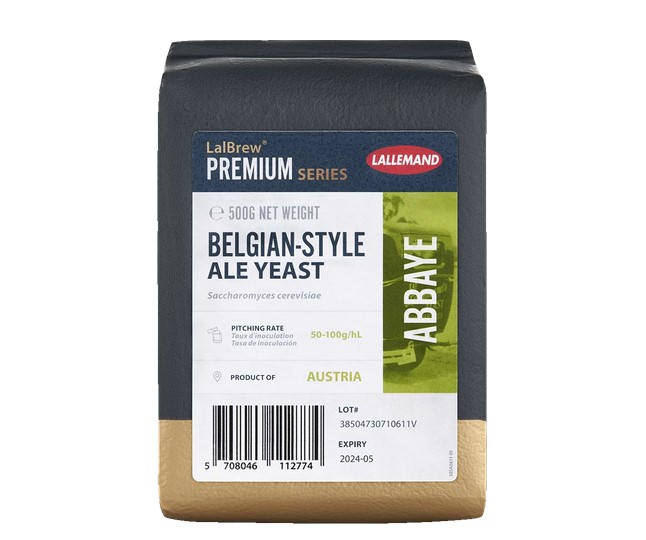 LalBrew®
PREMIUM SERIES
LALLEMAND
℮ 500G NET WEIGHT
BELGIAN-STYLE
ALE YEAST
Saccharomyces cerevisiae
ABBAYE
PITCHING RATE
Taux d'inoculation
Tasa de inoculación
50-100g/hL
PRODUCT OF
AUSTRIA
5 708046 112774
LOT#
38504730710611V
EXPIRY
2024-05